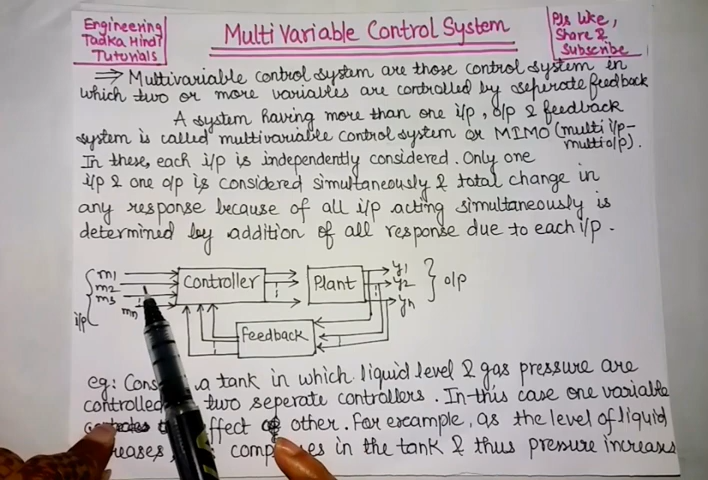 Engineering
Tadka Hindi
Tutorials
Multi Variable Control System
Pls like,
Share &
Subscribe
⇒ Multivariable control system are those control system in
which two or more variables are controlled by seperate feedback
A system having more than one i/p, o/p & feedback
system is called multivariable control system or MIMO (multi i/p-
multi o/p).
In these, each i/p is independently considered. Only one
i/p & one o/p is considered simultaneously & total change in
any response because of all i/p acting simultaneously is
determined by addition of all response due to each i/p.
i/p
m1
m2
m3
mn
Controller
Plant
y1
y2
yn
o/p
Feedback
eg: a tank in which liquid level & gas pressure are
controlled two seperate controllers. In this case one variable
effect other. For example, as the level of liquid
in the tank & thus pressure increases